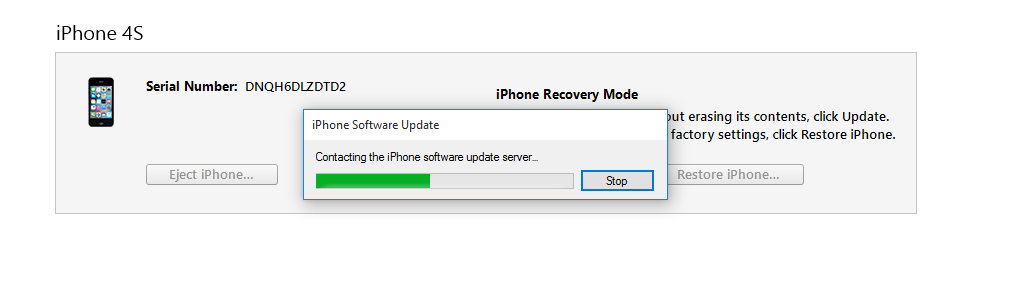 iPhone 4S
Serial Number: DNQH6DLZDTD2
iPhone Recovery Mode
out erasing its contents, click Update.
factory settings, click Restore iPhone.
iPhone Software Update
Contacting the iPhone software update server...
Stop
Eject iPhone...
Restore iPhone...